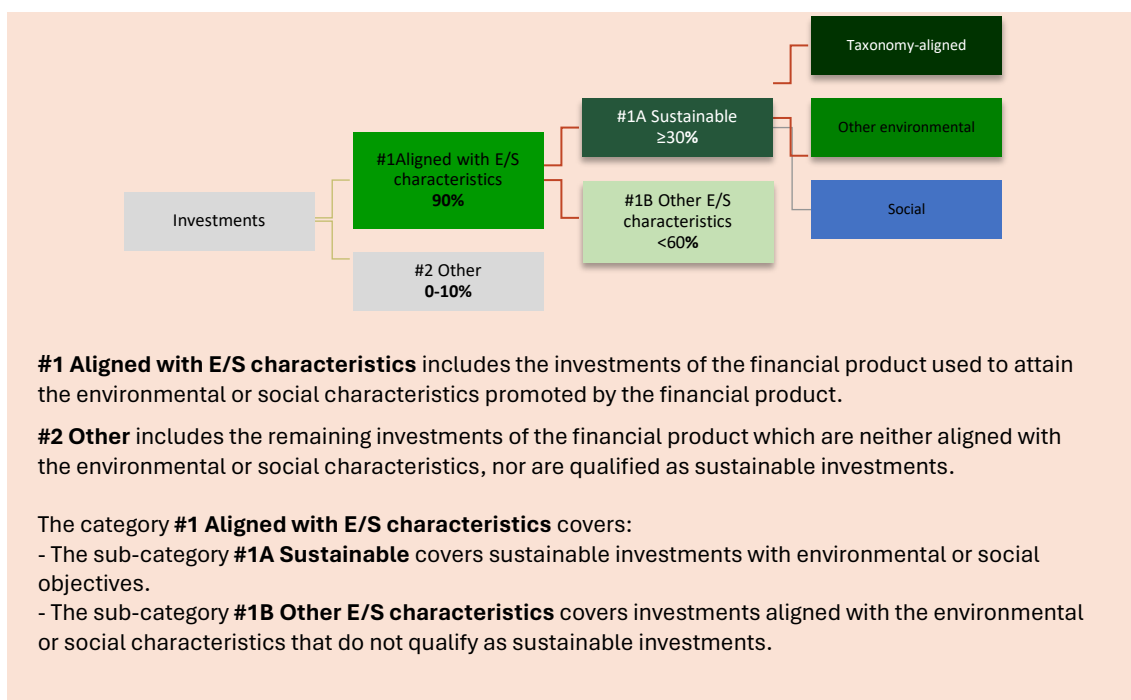 Taxonomy-aligned
#1A Sustainable
≥30%
Other environmental
#1Aligned with E/S
characteristics
90%
#1B Other E/S
characteristics
<60%
Social
Investments
#2 Other
0-10%
#1 Aligned with E/S characteristics includes the investments of the financial product used to attain
the environmental or social characteristics promoted by the financial product.
#2 Other includes the remaining investments of the financial product which are neither aligned with
the environmental or social characteristics, nor are qualified as sustainable investments.
The category #1 Aligned with E/S characteristics covers:
- The sub-category #1A Sustainable covers sustainable investments with environmental or social
objectives.
- The sub-category #1B Other E/S characteristics covers investments aligned with the environmental
or social characteristics that do not qualify as sustainable investments.